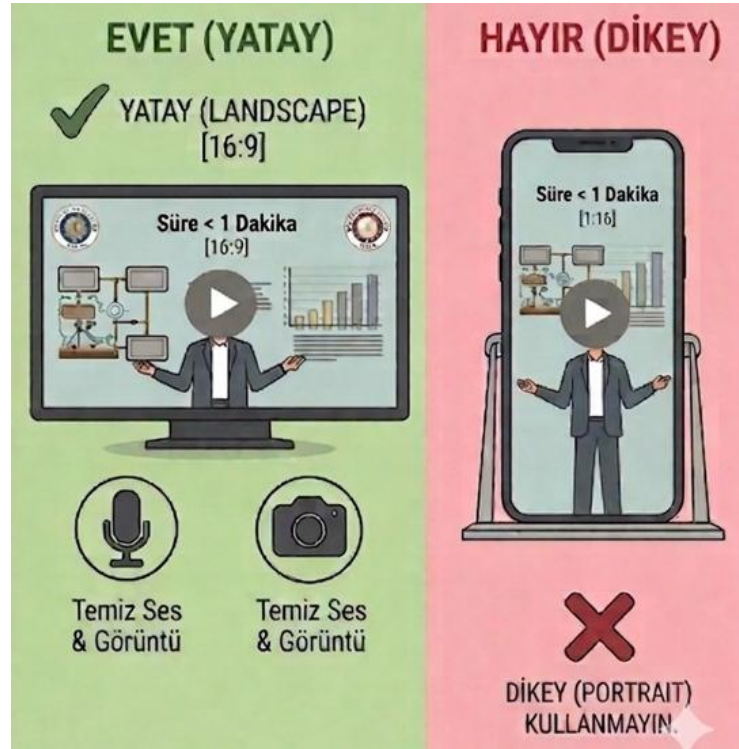 EVET (YATAY)
YATAY (LANDSCAPE)
[16:9]
Süre < 1 Dakika
[16:9]
Temiz Ses
& Görüntü
Temiz Ses
& Görüntü
HAYIR (DİKEY)
Süre < 1 Dakika
[1:16]
DİKEY (PORTRAIT)
KULLANMAYIN.